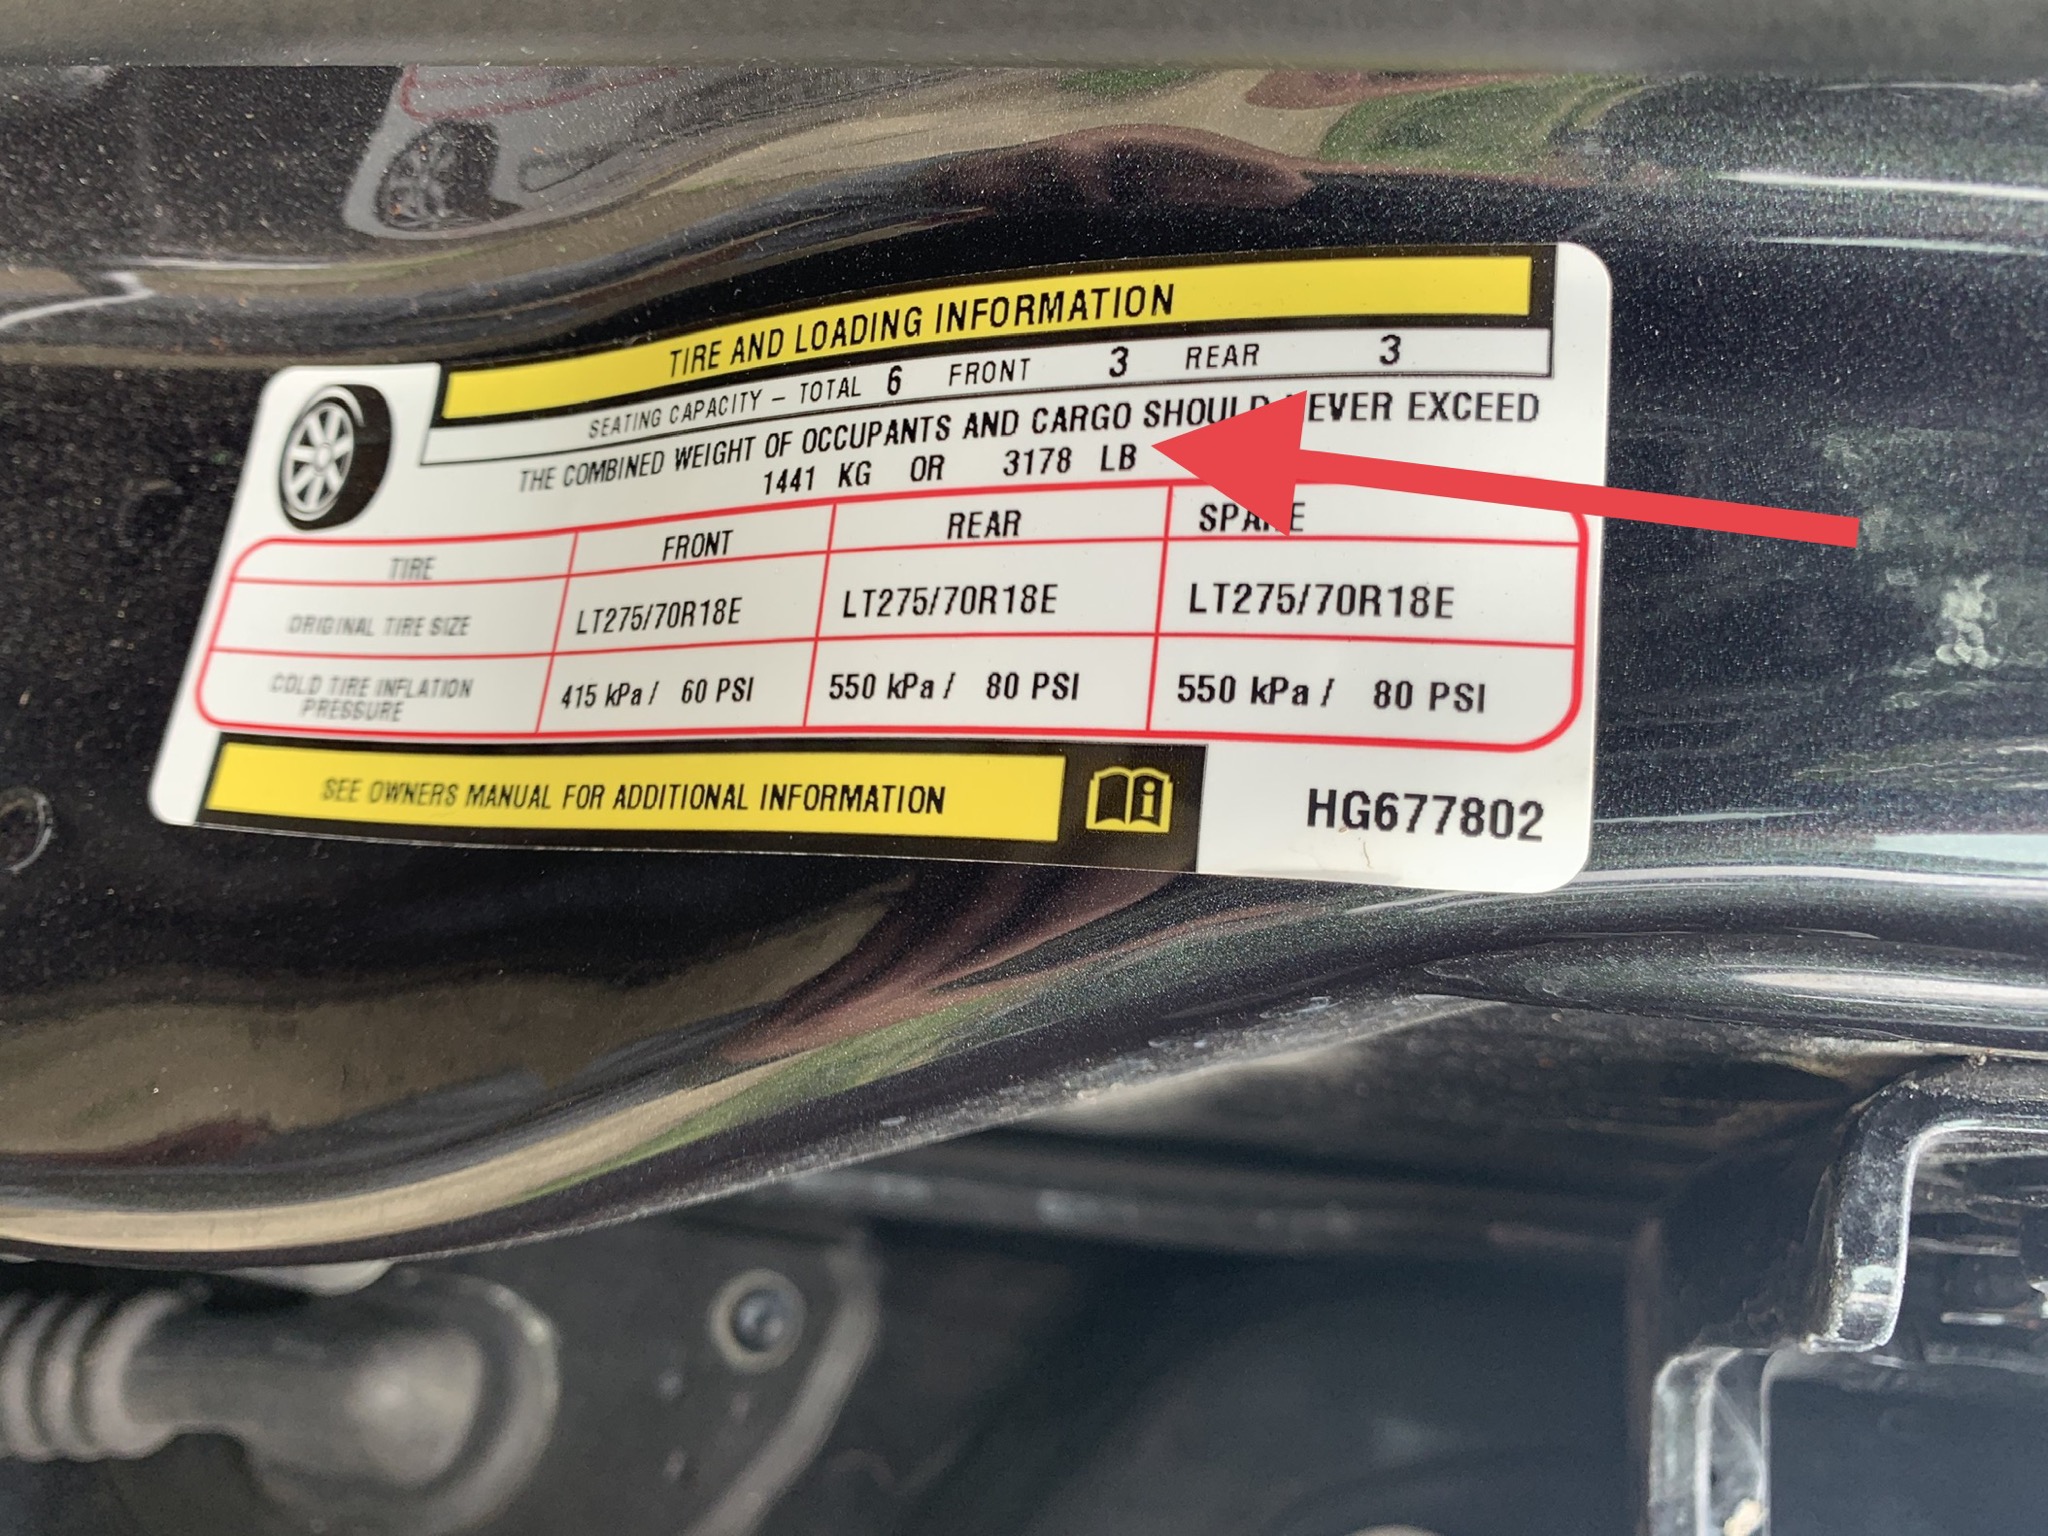 TIRE AND LOADING INFORMATION
SEATING CAPACITY – TOTAL 6 FRONT 3 REAR 3
THE COMBINED WEIGHT OF OCCUPANTS AND CARGO SHOULD EVER EXCEED
1441 KG OR 3178 LB
TIRE FRONT REAR SPARE
ORIGINAL TIRE SIZE LT275/70R18E LT275/70R18E LT275/70R18E
COLD TIRE INFLATION PRESSURE 415 kPa / 60 PSI 550 kPa / 80 PSI 550 kPa / 80 PSI
SEE OWNERS MANUAL FOR ADDITIONAL INFORMATION
HG677802